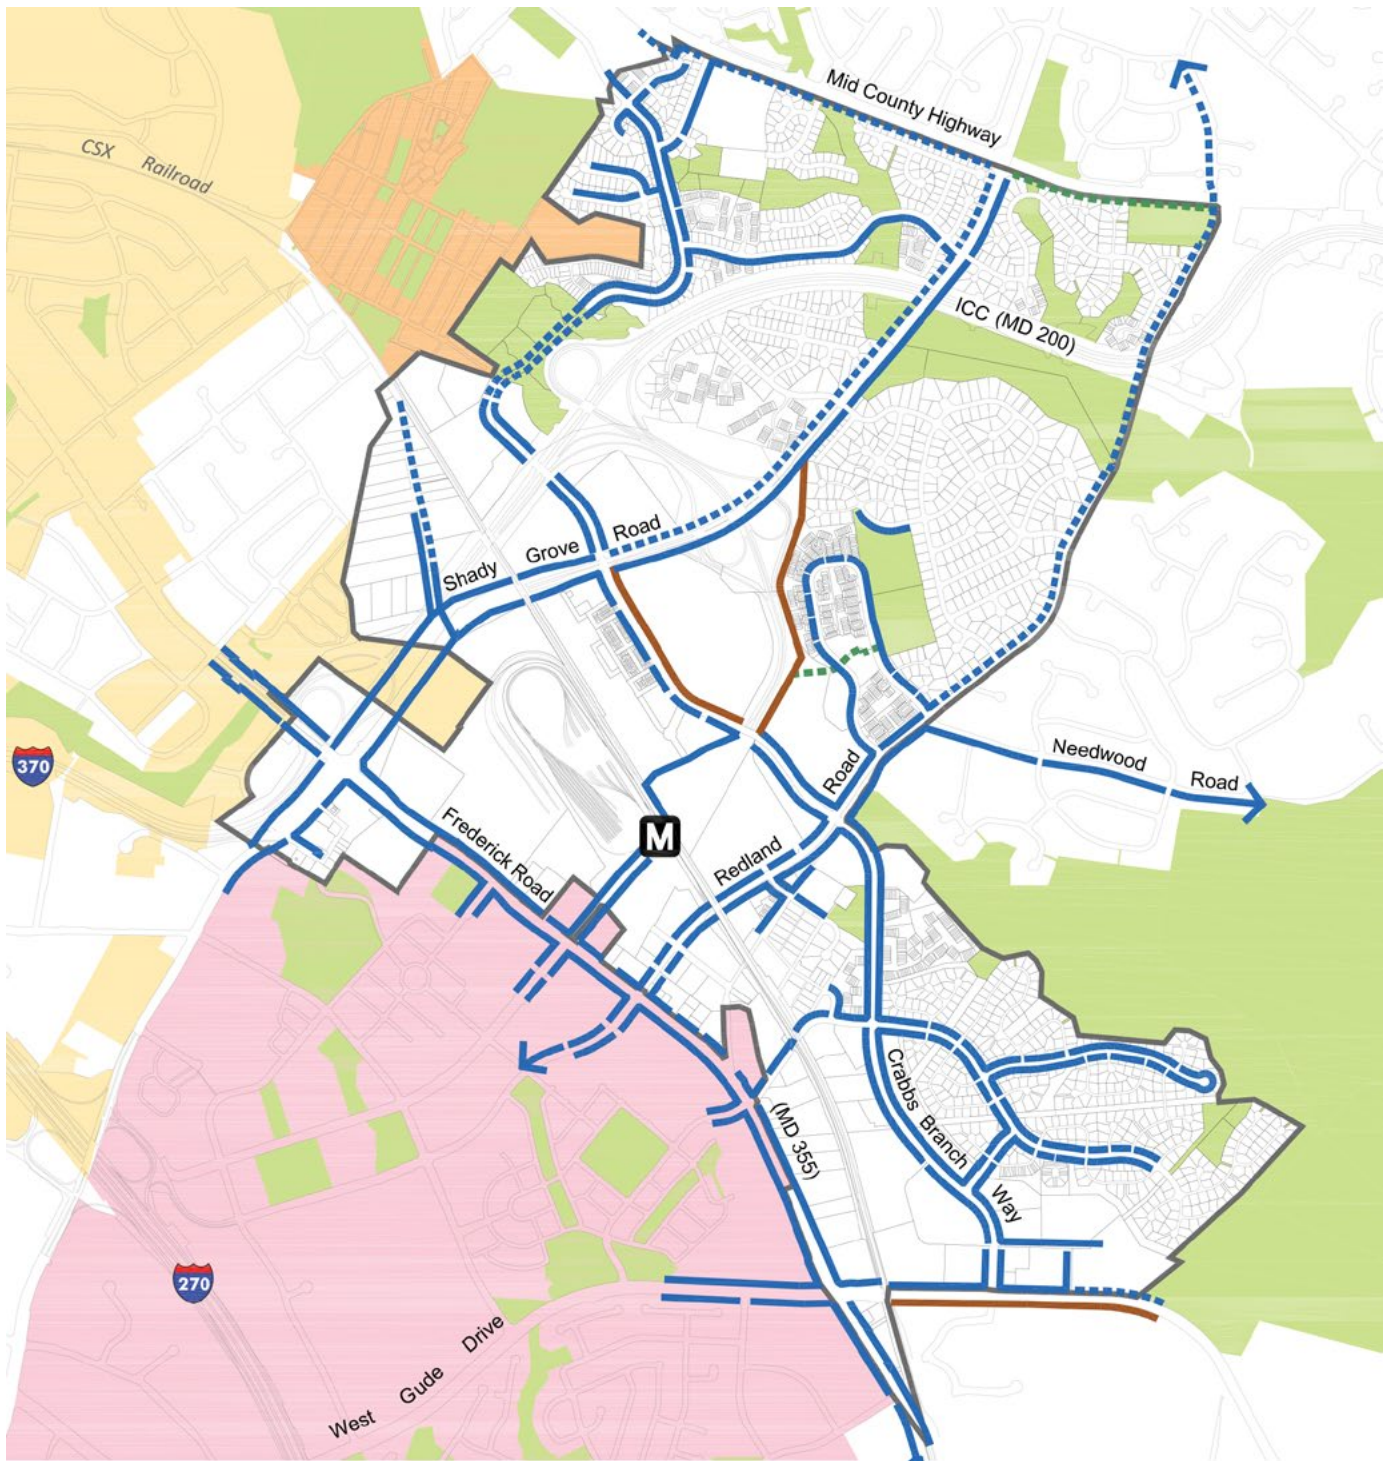 Mid County Highway
CSX Railroad
ICC (MD 200)
Shady Grove Road
370
Needwood Road
Road
Frederick Road
M
Redland
Crabbs Branch Way
(MD 355)
270
West Gude Drive